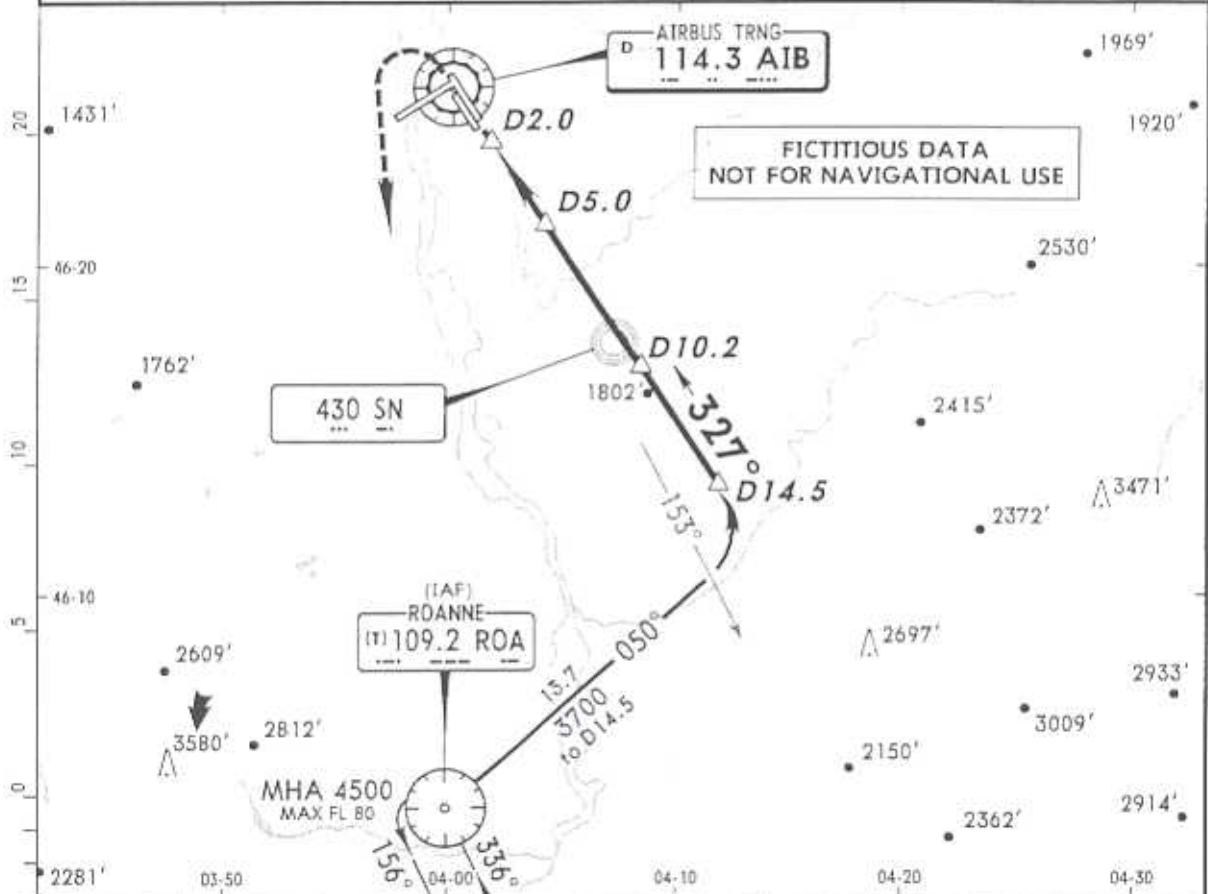 AIRBUS TRNG
D 114.3 AIB
1969'
1920'
1431'
20
D2.0
FICTITIOUS DATA
NOT FOR NAVIGATIONAL USE
D5.0
2530'
46-20
15
D10.2
1762'
1802'
430 SN
327°
2415'
D14.5
3471'
10
153°
2372'
46-10
(IAF)
ROANNE
(T) 109.2 ROA
5
050°
2697'
2609'
13.7
3700
to D14.5
2933'
3009'
3580'
2812'
2150'
MHA 4500
MAX FL 80
0
2914'
2362'
156°
336°
2281'
03-50
04-00
04-10
04-20
04-30